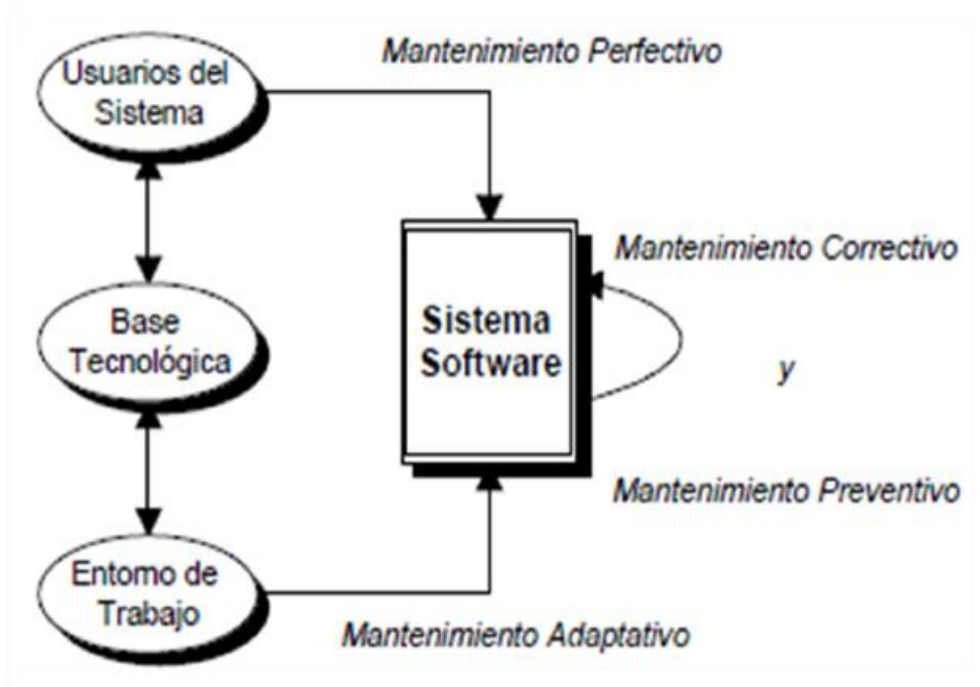 Mantenimiento Perfectivo
Usuarios del
Sistema
Mantenimiento Correctivo
Base
Tecnológica
Sistema
Software
y
Mantenimiento Preventivo
Entorno de
Trabajo
Mantenimiento Adaptativo